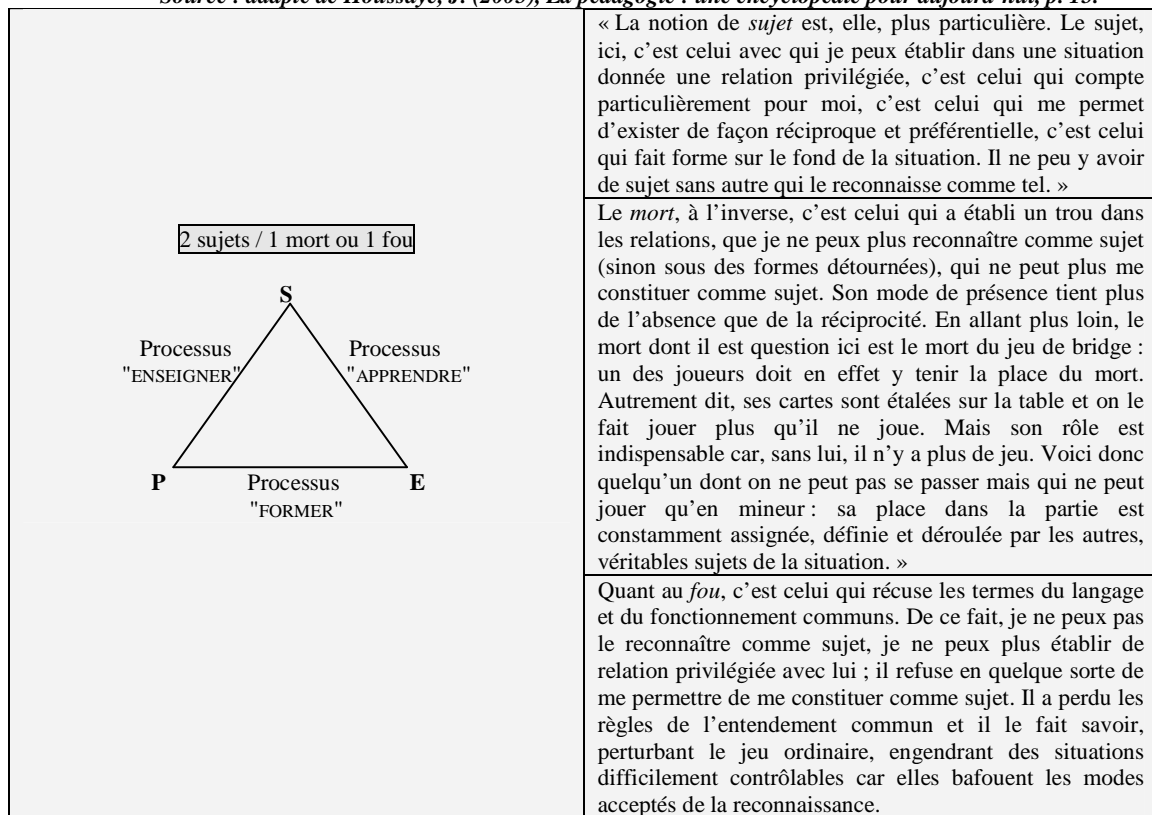 Source : adapté de Houssaye, J. (2005), La pédagogie : une encyclopédie pour aujourd'hui, p. 15.
2 sujets / 1 mort ou 1 fou
S
Processus
"ENSEIGNER"
Processus
"APPRENDRE"
P
Processus
"FORMER"
E
« La notion de sujet est, elle, plus particulière. Le sujet,
ici, c'est celui avec qui je peux établir dans une situation
donnée une relation privilégiée, c'est celui qui compte
particulièrement pour moi, c'est celui qui me permet
d'exister de façon réciproque et préférentielle, c'est celui
qui fait forme sur le fond de la situation. Il ne peu y avoir
de sujet sans autre qui le reconnaisse comme tel. »
Le mort, à l'inverse, c'est celui qui a établi un trou dans
les relations, que je ne peux plus reconnaître comme sujet
(sinon sous des formes détournées), qui ne peut plus me
constituer comme sujet. Son mode de présence tient plus
de l'absence que de la réciprocité. En allant plus loin, le
mort dont il est question ici est le mort du jeu de bridge :
un des joueurs doit en effet y tenir la place du mort.
Autrement dit, ses cartes sont étalées sur la table et on le
fait jouer plus qu'il ne joue. Mais son rôle est
indispensable car, sans lui, il n'y a plus de jeu. Voici donc
quelqu'un dont on ne peut pas se passer mais qui ne peut
jouer qu'en mineur : sa place dans la partie est
constamment assignée, définie et déroulée par les autres,
véritables sujets de la situation. »
Quant au fou, c'est celui qui récuse les termes du langage
et du fonctionnement communs. De ce fait, je ne peux pas
le reconnaître comme sujet, je ne peux plus établir de
relation privilégiée avec lui ; il refuse en quelque sorte de
me permettre de me constituer comme sujet. Il a perdu les
règles de l'entendement commun et il le fait savoir,
perturbant le jeu ordinaire, engendrant des situations
difficilement contrôlables car elles bafouent les modes
acceptés de la reconnaissance.